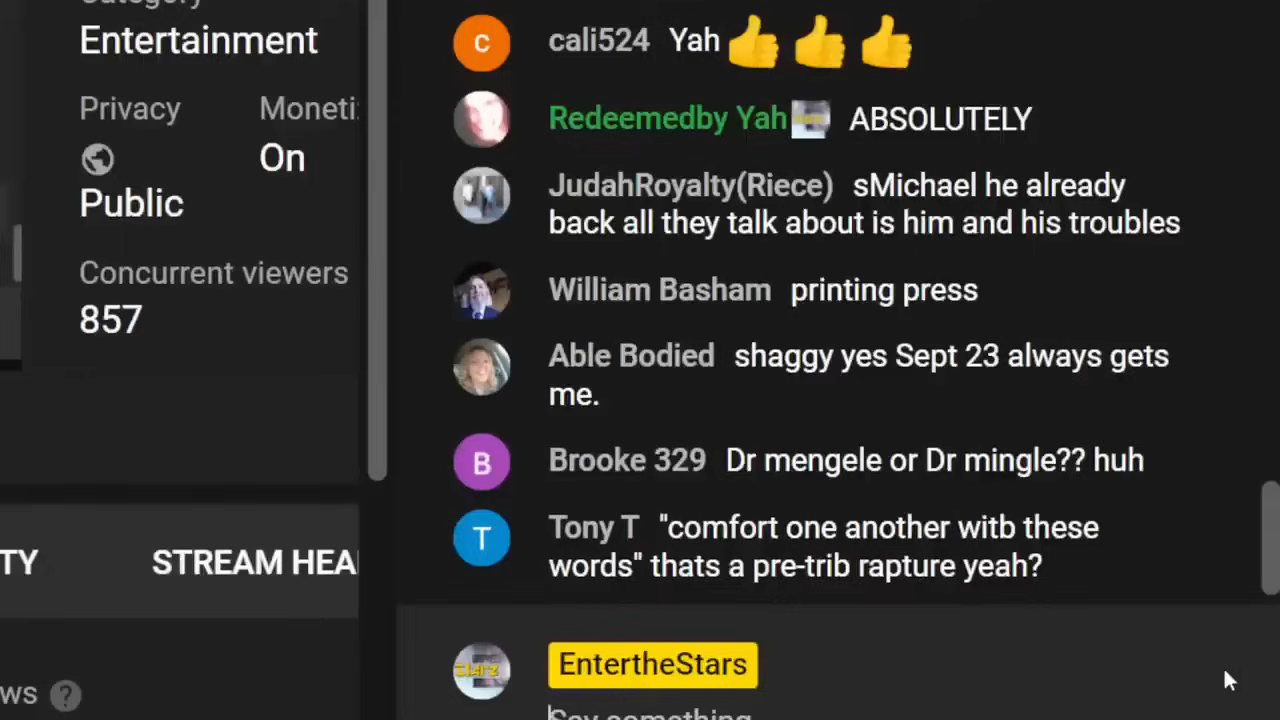 Category
Entertainment
Privacy
Moneti
On
Public
Concurrent viewers
857
TY
STREAM HEA
ws
?
C
cali524 Yah
Redeemedby Yah ABSOLUTELY
JudahRoyalty(Riece) sMichael he already
back all they talk about is him and his troubles
William Basham printing press
Able Bodied shaggy yes Sept 23 always gets
me.
B
Brooke 329 Dr mengele or Dr mingle?? huh
T
Tony T "comfort one another witb these
words" thats a pre-trib rapture yeah?
EntertheStars
Say something